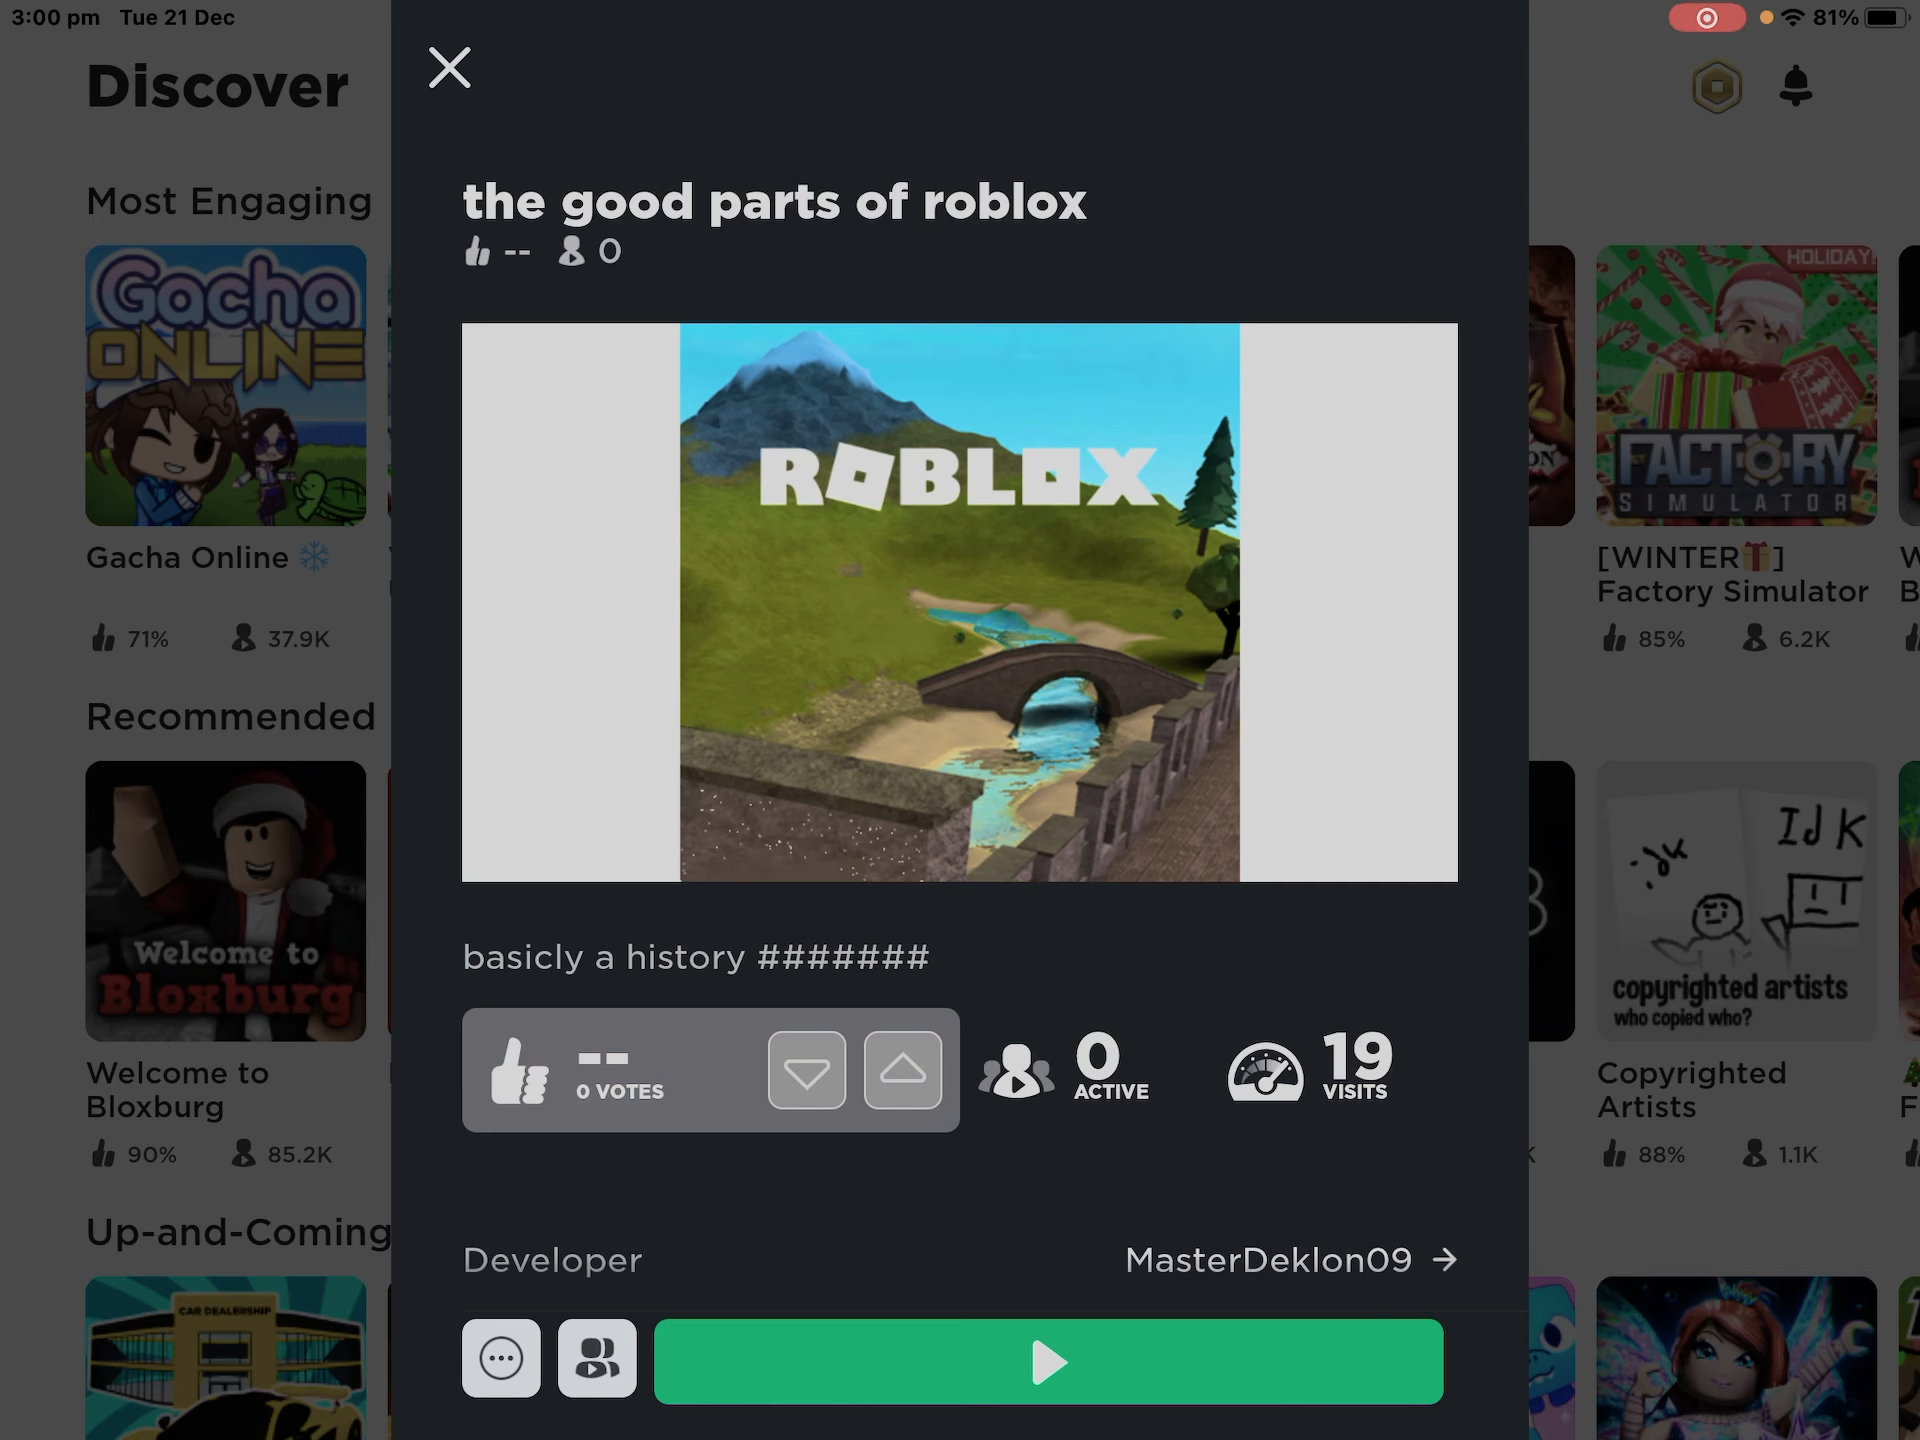 3:00 pm Tue 21 Dec
81%
Discover
Most Engaging
Gacha
ONLINE
Gacha Online
71% 37.9K
Recommended
Welcome to
Bloxburg
Welcome to
Bloxburg
90% 85.2K
Up-and-Coming
CAR DEALERSHIP
the good parts of roblox
-- 0
ROBLOX
basicly a history #######
--
0 VOTES
0
ACTIVE
19
VISITS
Developer MasterDeklon09
HOLIDAY!
FACTORY
SIMULATOR
[WINTER🎁]
Factory Simulator
85% 6.2K
idk
IJK
copyrighted artists
who copied who?
Copyrighted
Artists
88% 1.1K